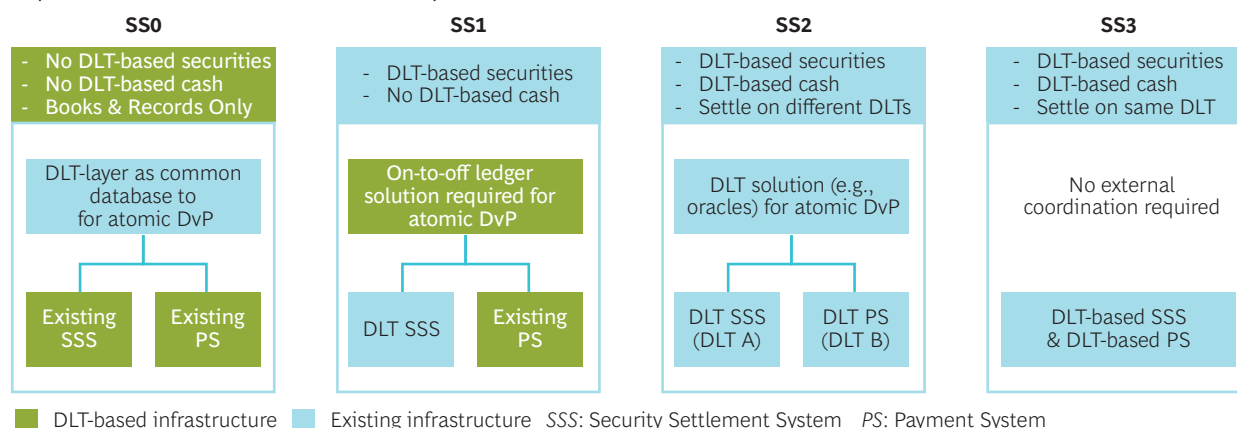 SS0
- No DLT-based securities
- No DLT-based cash
- Books & Records Only
DLT-layer as common
database to
for atomic DvP
Existing
SSS
Existing
PS
SS1
- DLT-based securities
- No DLT-based cash
On-to-off ledger
solution required for
atomic DvP
DLT SSS
Existing
PS
SS2
- DLT-based securities
- DLT-based cash
- Settle on different DLTs
DLT solution (e.g.,
oracles) for atomic DvP
DLT SSS
(DLT A)
DLT PS
(DLT B)
SS3
- DLT-based securities
- DLT-based cash
- Settle on same DLT
No external
coordination required
DLT-based SSS
& DLT-based PS
DLT-based infrastructure Existing infrastructure SSS: Security Settlement System PS: Payment System